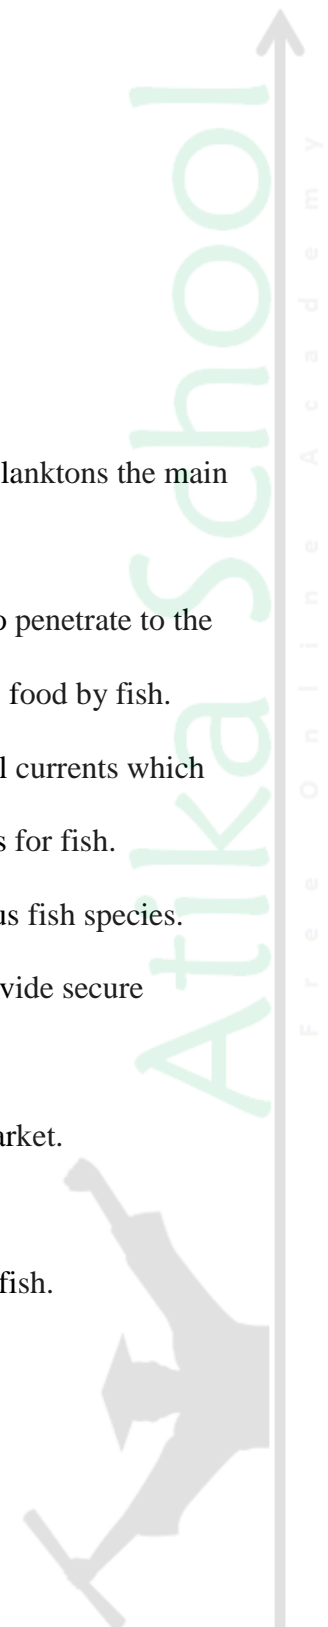 lanktons the main
penetrate to the
food by fish.
currents which
for fish.
us fish species.
vide secure
arket.
fish.
Atika School
Free Online Academy